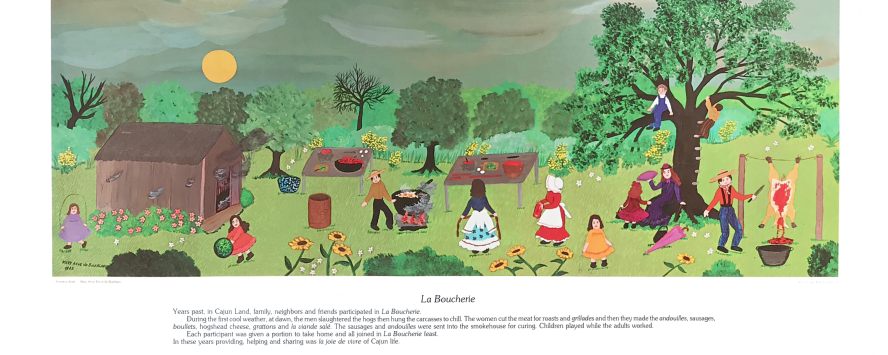 La Boucherie
Years past, in Cajun Land, family, neighbors and friends participated in La Boucherie.
During the first cool weather, at dawn, the men slaughtered the hogs then hung the carcasses to chill. The women cut the meat for roasts and grillades and then they made the andouilles, sausages,
boullets, hogshead cheese, grattons and la viande salé. The sausages and andouilles were sent into the smokehouse for curing. Children played while the adults worked.
Each participant was given a portion to take home and all joined in La Boucherie feast.
In these years providing, helping and sharing was la joie de vivre of Cajun life.